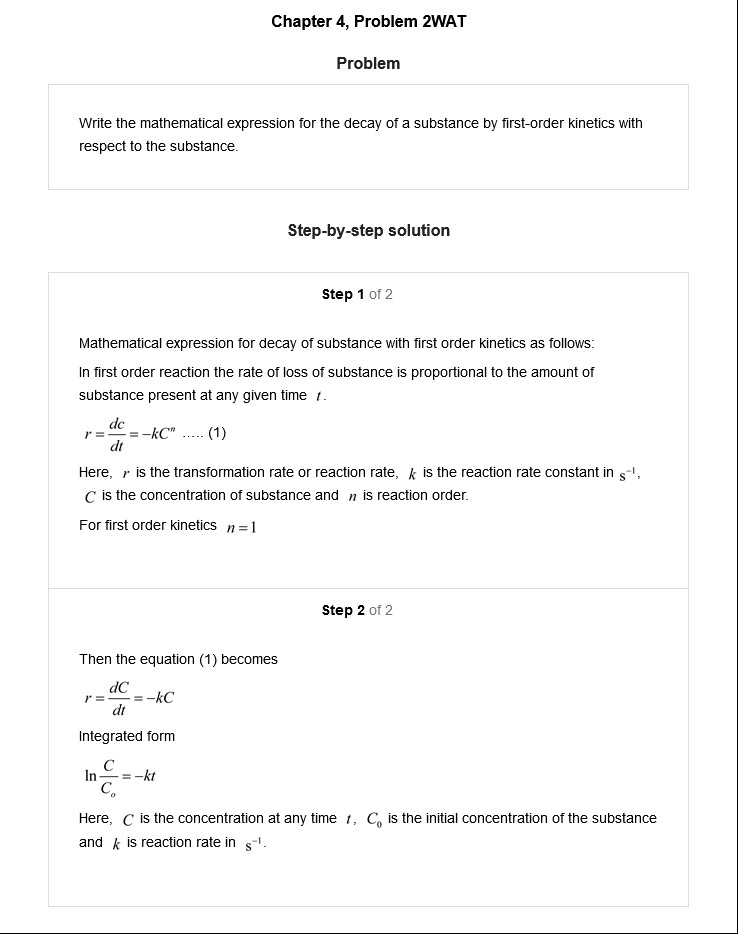 Chapter 4, Problem 2WAT
Problem
Write the mathematical expression for the decay of a substance by first-order kinetics with
respect to the substance.
Step-by-step solution
Step 1 of 2
Mathematical expression for decay of substance with first order kinetics as follows:
In first order reaction the rate of loss of substance is proportional to the amount of
substance present at any given time t.
r = dc/dt = −kCⁿ ..... (1)
Here, r is the transformation rate or reaction rate, k is the reaction rate constant in s⁻¹,
C is the concentration of substance and n is reaction order.
For first order kinetics n = 1
Step 2 of 2
Then the equation (1) becomes
r = dC/dt = −kC
Integrated form
ln C/Cₒ = −kt
Here, C is the concentration at any time t, C₀ is the initial concentration of the substance
and k is reaction rate in s⁻¹.